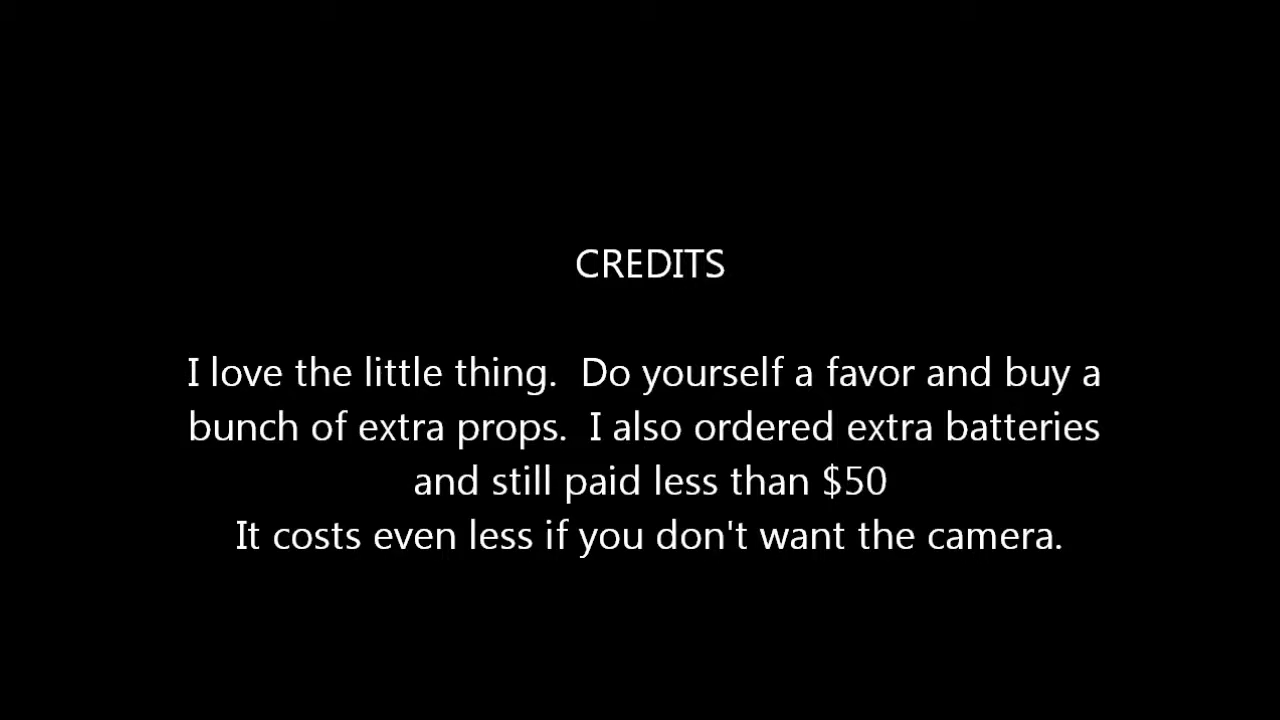 CREDITS
I love the little thing.  Do yourself a favor and buy a
bunch of extra props.  I also ordered extra batteries
and still paid less than $50
It costs even less if you don't want the camera.